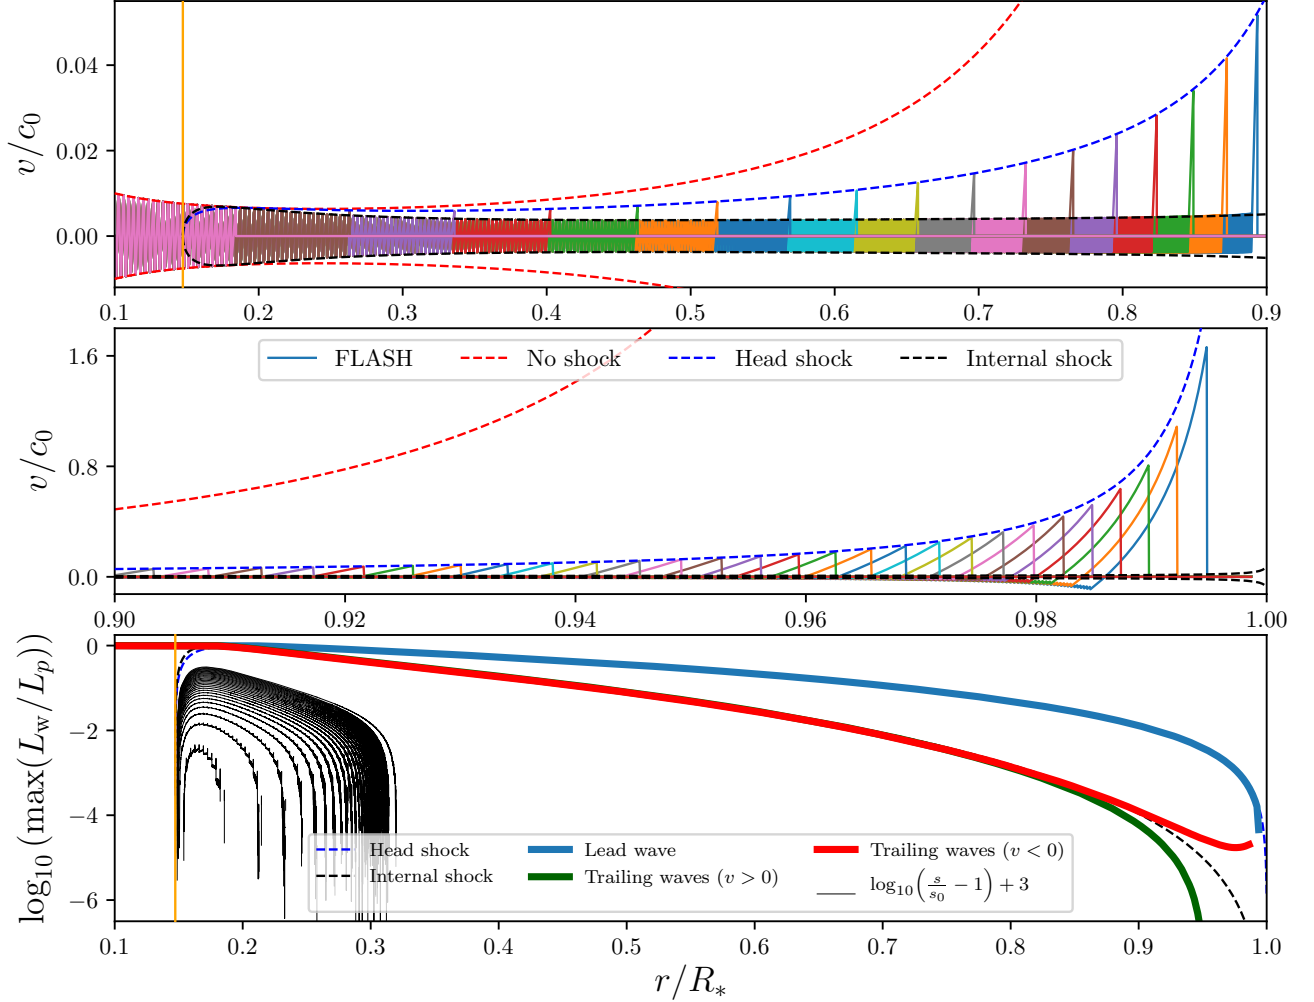 v/c₀
0.04
0.02
0.00
0.1 0.2 0.3 0.4 0.5 0.6 0.7 0.8 0.9
v/c₀
1.6
0.8
0.0
FLASH No shock Head shock Internal shock
0.90 0.92 0.94 0.96 0.98 1.00
log₁₀(max(L_w/L_p))
0
−2
−4
−6
Head shock Lead wave Trailing waves (v < 0)
Internal shock Trailing waves (v > 0) log₁₀(s/s₀ − 1) + 3
0.1 0.2 0.3 0.4 0.5 0.6 0.7 0.8 0.9 1.0
r/R_*